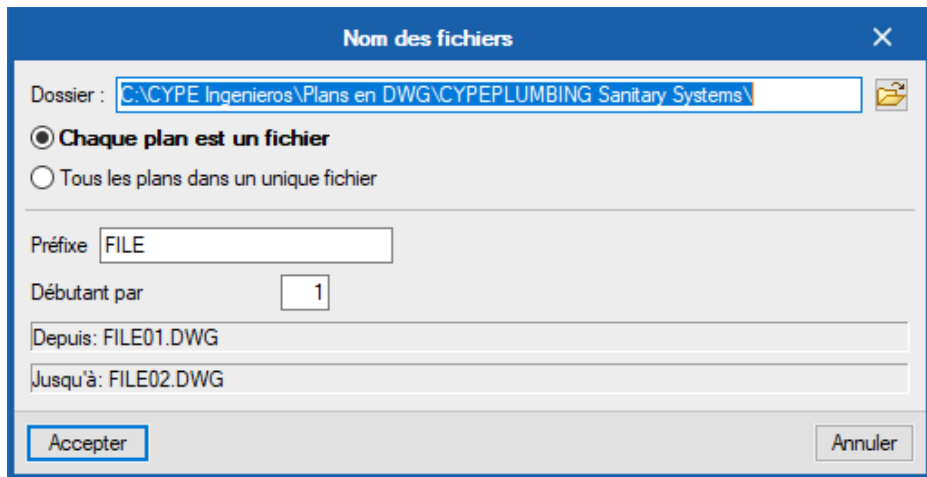 Nom des fichiers
Dossier : C:\CYPE Ingenieros\Plans en DWG\CYPEPLUMBING Sanitary Systems\
Chaque plan est un fichier
Tous les plans dans un unique fichier
Préfixe FILE
Débutant par 1
Depuis: FILE01.DWG
Jusqu'à: FILE02.DWG
Accepter Annuler